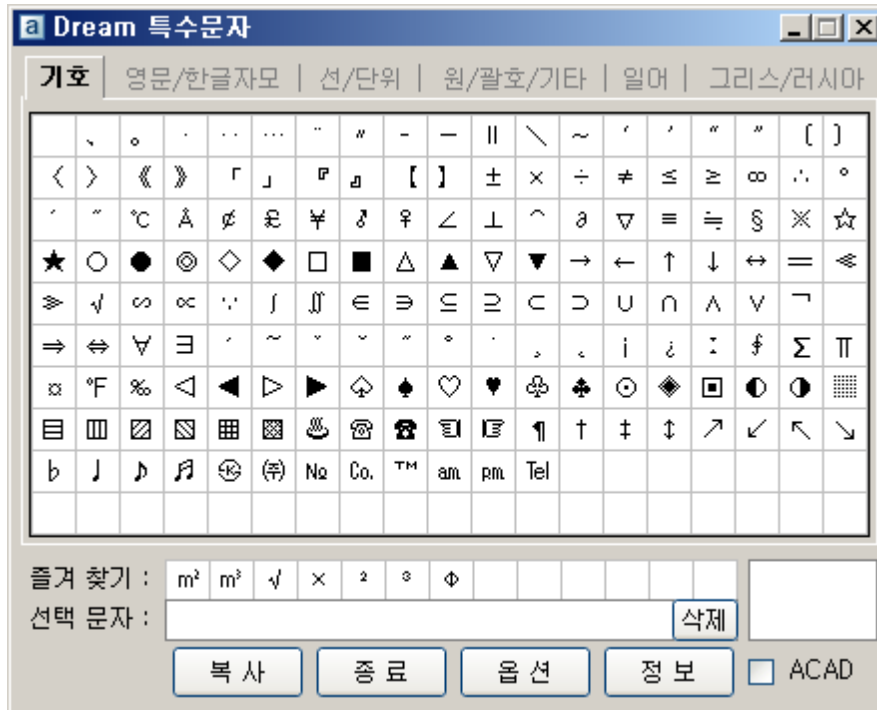 a Dream 특수문자
기호 영문/한글자모 | 선/단위 | 원/괄호/기타 | 일어 | 그리스/러시아
、 。 · ‥ … ¨ 〃 - ― ∥ \ ∼ ‘ ’ “ ” 〔 〕
〈 〉 《 》 「 」 『 』 【 】 ± × ÷ ≠ ≤ ≥ ∞ ∴ °
′ ″ ℃ Å ¢ £ ¥ ♂ ♀ ∠ ⊥ ⌒ ∂ ▽ ≡ ≒ § ※ ☆
★ ○ ● ◎ ◇ ◆ □ ■ △ ▲ ▽ ▼ → ← ↑ ↓ ↔ 〓 ≪
≫ √ ∽ ∝ ∵ ∫ ∬ ∈ ∋ ⊆ ⊇ ⊂ ⊃ ∪ ∩ ∧ ∨ ¬
⇒ ⇔ ∀ ∃ ´ ~ ˇ ˘ ˝ ˚ ˙ ¸ ˛ ¡ ¿ ː ∮ ∑ ∏
¤ ℉ ‰ ◁ ◀ ▷ ▶ ♤ ♠ ♡ ♥ ♧ ♣ ⊙ ◈ ▣ ◐ ◑ ▒
▤ ▥ ▨ ▧ ▦ ▩ ♨ ☏ ☎ ☜ ☞ ¶ † ‡ ↕ ↗ ↙ ↖ ↘
♭ ♩ ♪ ♬ ㉿ ㈜ № ㏇ ™ ㏂ ㏘ ℡
즐겨 찾기 : m² m³ √ × ² ³ Φ
선택 문자 : 삭제
복 사 종 료 옵 션 정 보 ACAD